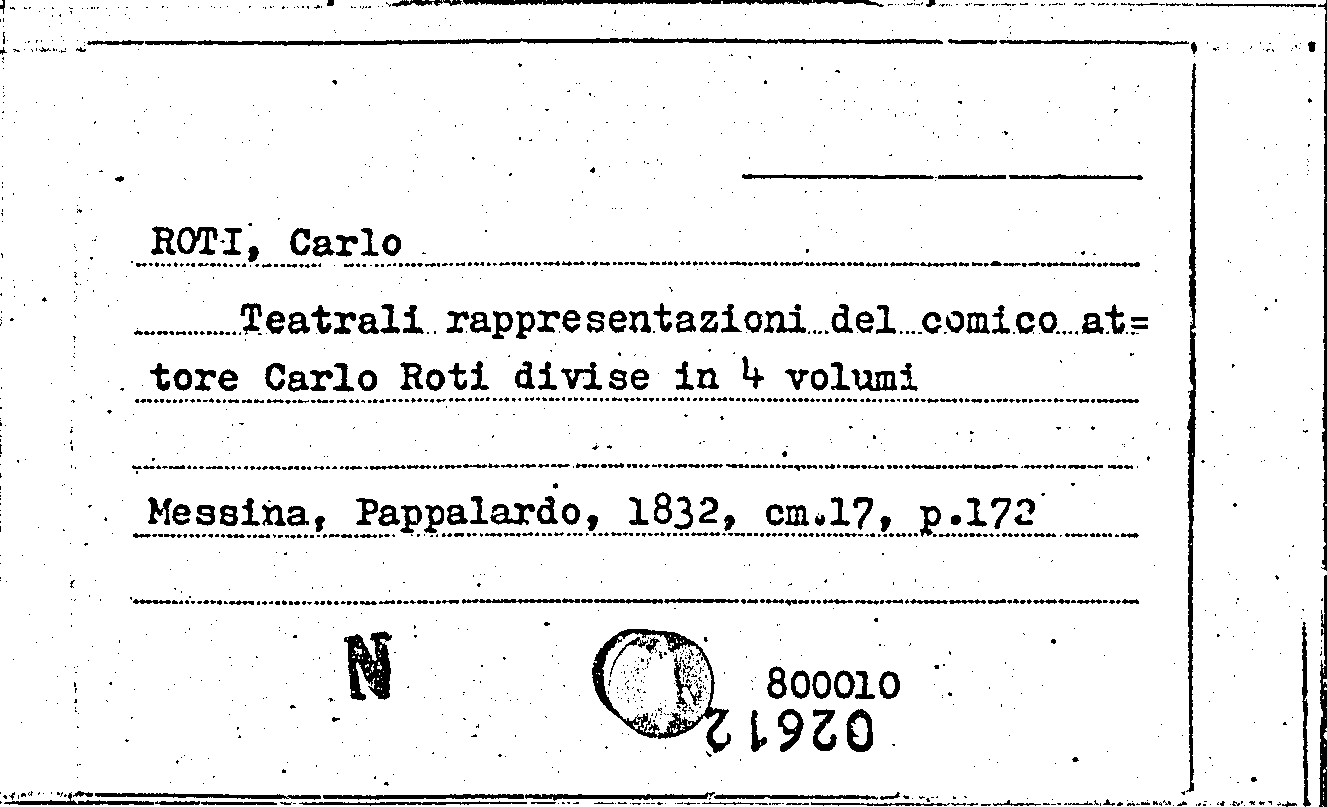 ROTI, Carlo
Teatrali rappresentazioni del comico at=
tore Carlo Roti divise in 4 volumi
Messina, Pappalardo, 1832, cm.17, p.172
N
800010
02612